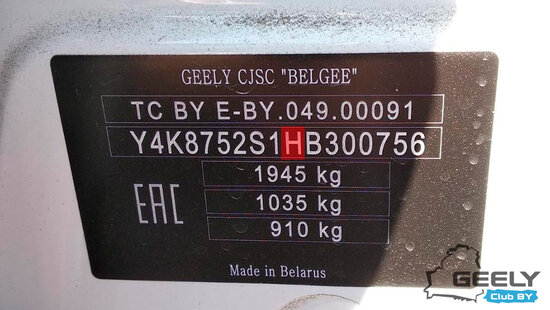 GEELY CJSC "BELGEE"
TC BY E-BY.049.00091
Y4K8752S1HB300756
1945 kg
1035 kg
910 kg
EAC
Made in Belarus
GEELY
Club BY